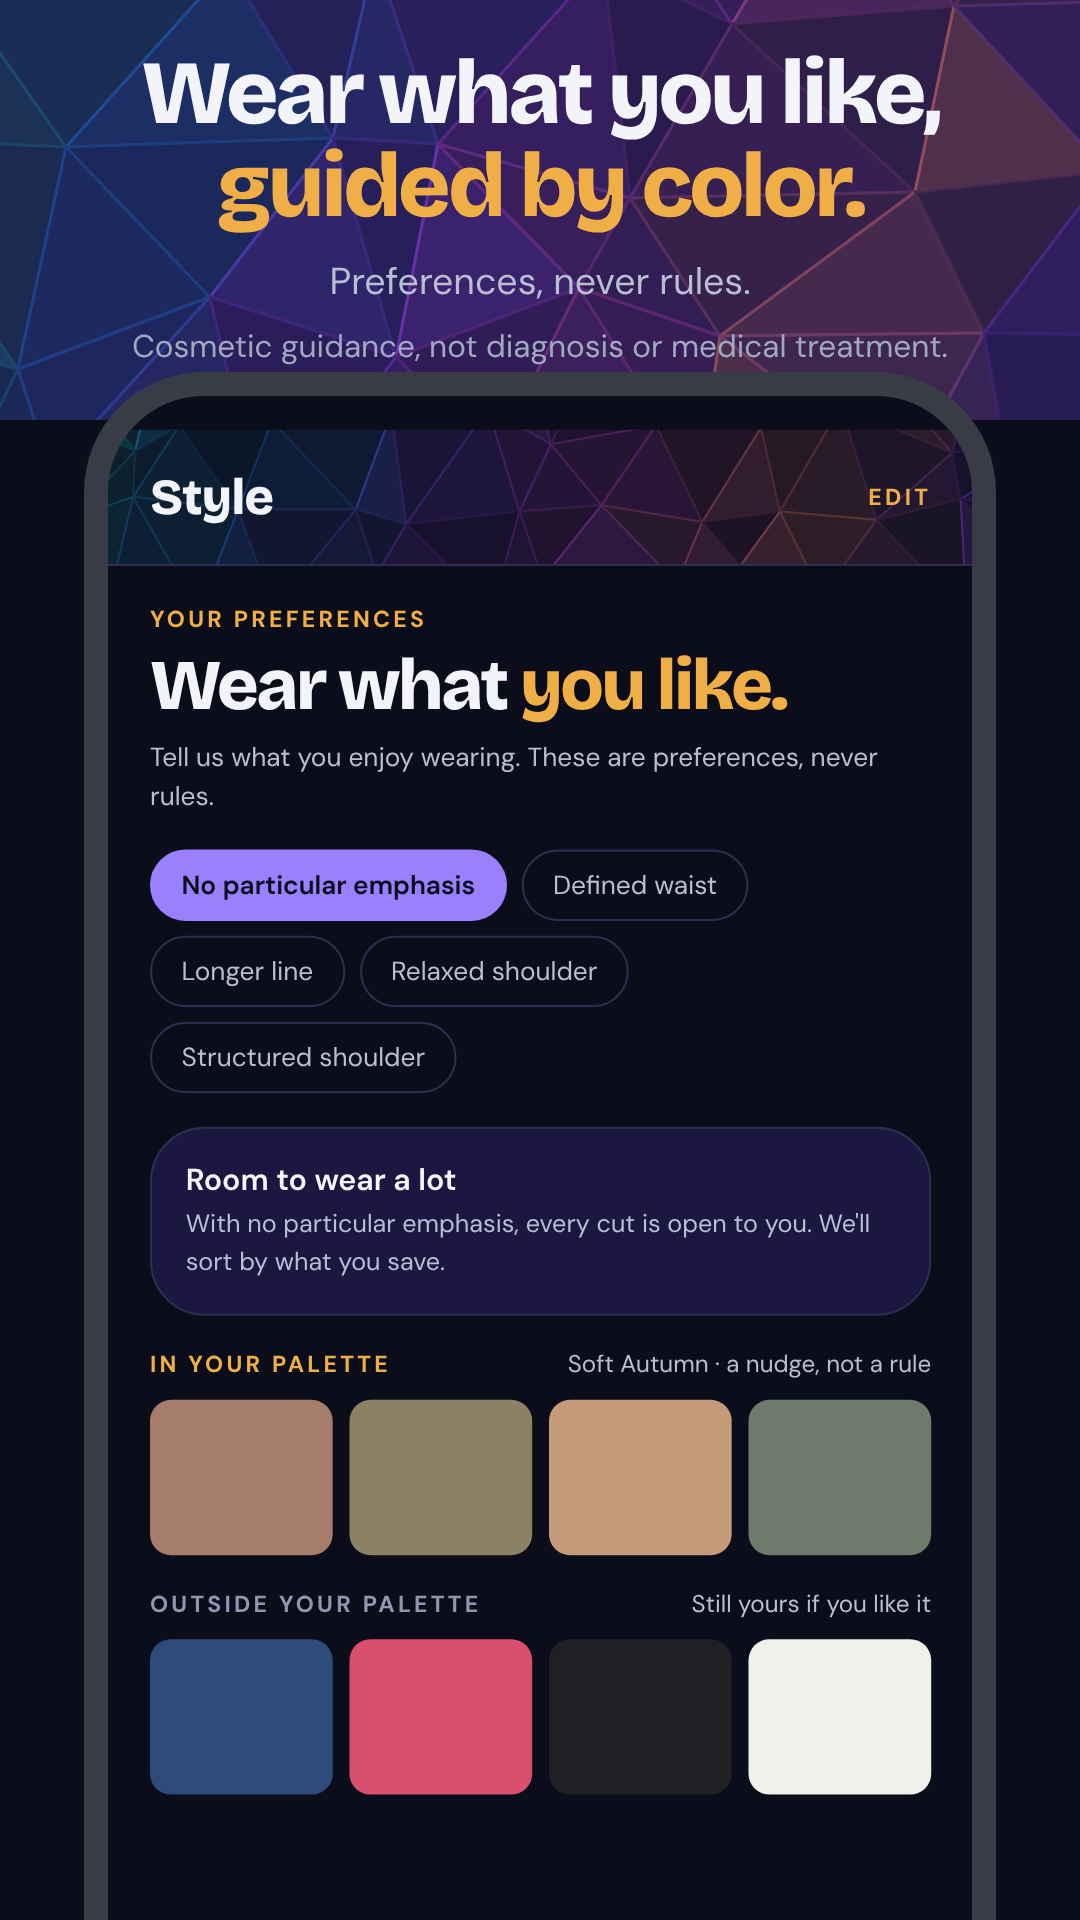 Wear what you like,
guided by color.
Preferences, never rules.
Cosmetic guidance, not diagnosis or medical treatment.
Style
EDIT
YOUR PREFERENCES
Wear what you like.
Tell us what you enjoy wearing. These are preferences, never
rules.
No particular emphasis
Defined waist
Longer line
Relaxed shoulder
Structured shoulder
Room to wear a lot
With no particular emphasis, every cut is open to you. We'll
sort by what you save.
IN YOUR PALETTE
Soft Autumn · a nudge, not a rule
OUTSIDE YOUR PALETTE
Still yours if you like it